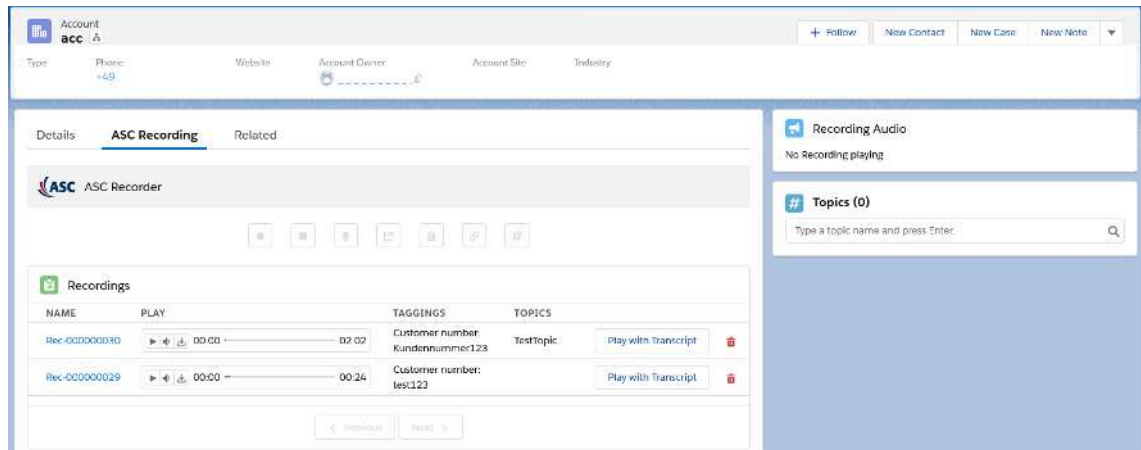 Account
acc
+ Follow
New Contact
New Case
New Note
Type
Phone
+49
Website
Account Owner
Account Site
Industry
Details
ASC Recording
Related
ASC ASC Recorder
Recording Audio
No Recording playing
# Topics (0)
Type a topic name and press Enter.
#
Recordings
NAME
PLAY
TAGGINGS
TOPICS
Rec-000000030
00:00
02:02
Customer number:
Kundennummer123
TestTopic
Play with Transcript
Rec-000000029
00:00
00:24
Customer number:
test123
Play with Transcript
< Previous
Next >